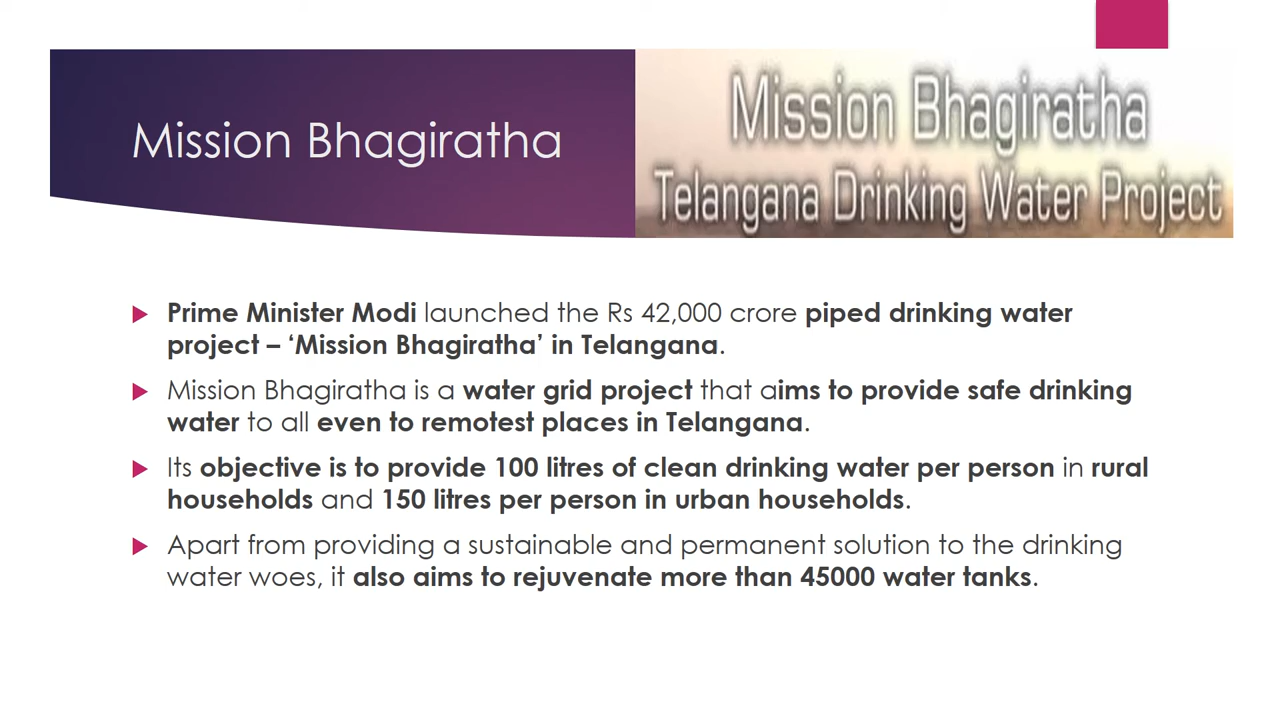 Mission Bhagiratha
Mission Bhagiratha
Telangana Drinking Water Project
Prime Minister Modi launched the Rs 42,000 crore piped drinking water
project – ‘Mission Bhagiratha’ in Telangana.
Mission Bhagiratha is a water grid project that aims to provide safe drinking
water to all even to remotest places in Telangana.
Its objective is to provide 100 litres of clean drinking water per person in rural
households and 150 litres per person in urban households.
Apart from providing a sustainable and permanent solution to the drinking
water woes, it also aims to rejuvenate more than 45000 water tanks.